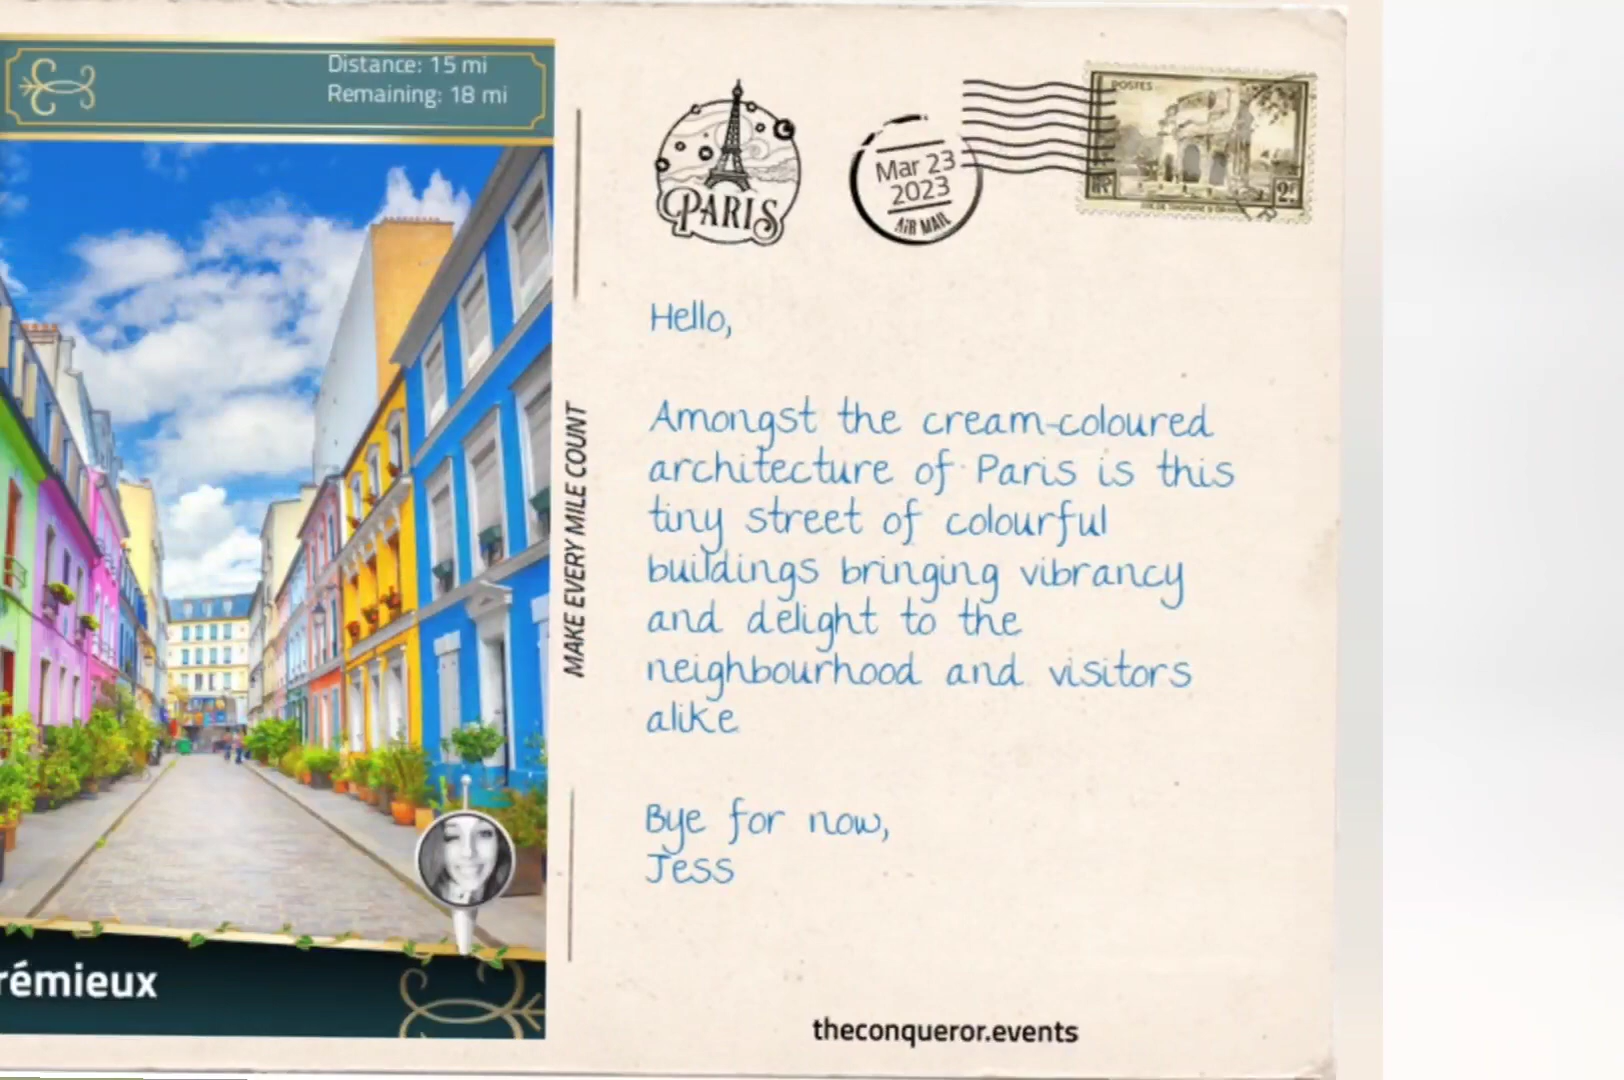 Distance: 15 mi
Remaining: 18 mi
rémieux
MAKE EVERY MILE COUNT
PARIS
Mar 23
2023
AIR MAIL
POSTES
2F
Hello,
Amongst the cream-coloured
architecture of Paris is this
tiny street of colourful
buildings bringing vibrancy
and delight to the
neighbourhood and visitors
alike
Bye for now,
Jess
theconqueror.events